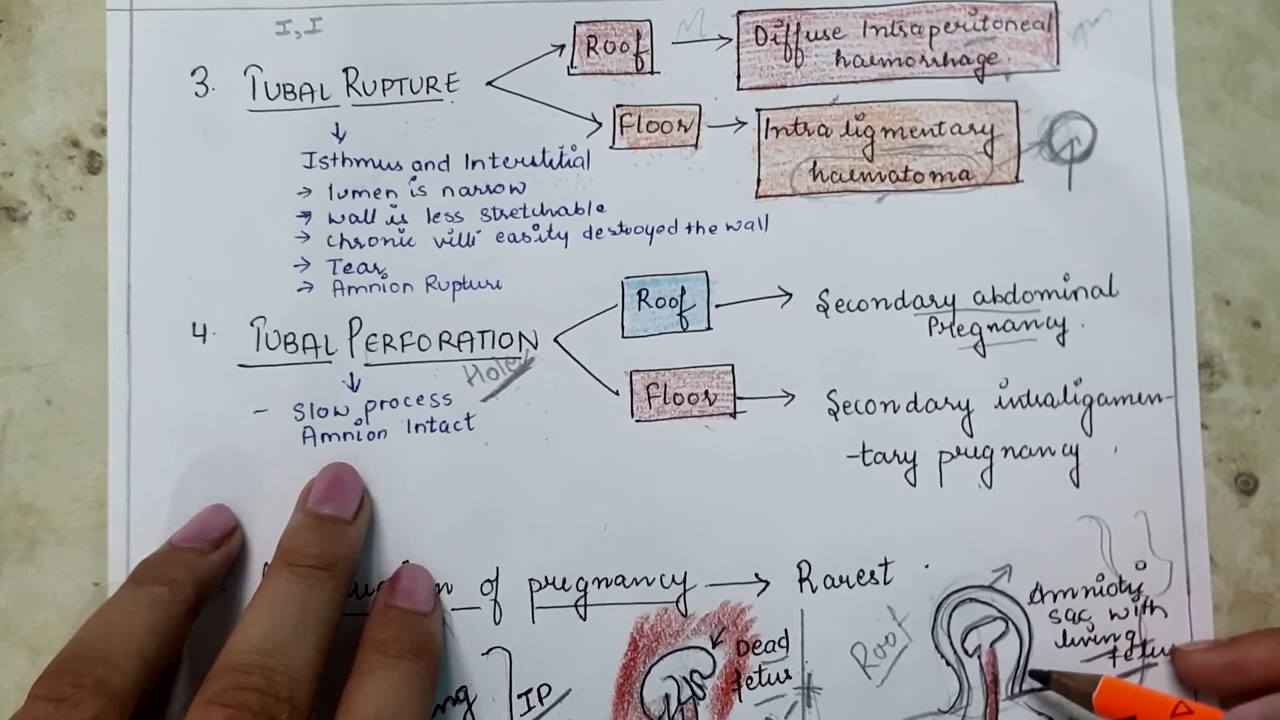 I, I
3. TUBAL RUPTURE
Roof
Diffuse Intraperitoneal
haemorrhage.
Floor
Intra ligmentary
haematoma
Isthmus and Interstitial
→ lumen is narrow
→ wall is less stretchable
→ chronic villi easity destroyed the wall
→ Tear
→ Amnion Rupture
4. TUBAL PERFORATION
Hole
- Slow process
Amnion Intact
Roof
Secondary abdominal
Pregnancy.
Floor
Secondary intraligamen-
-tary pregnancy.
of pregnancy → Rarest
IP
Dead
fetus
Roof
Amnioty
sac with
living
fetus